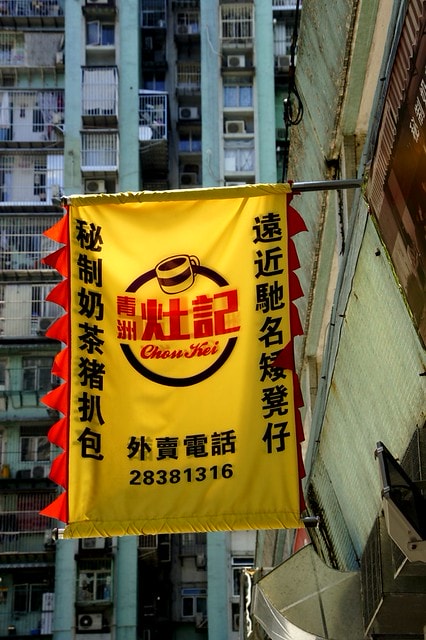 遠近馳名矮凳仔
秘制奶茶猪扒包
青洲
灶記
Chou Kei
外賣電話
28381316